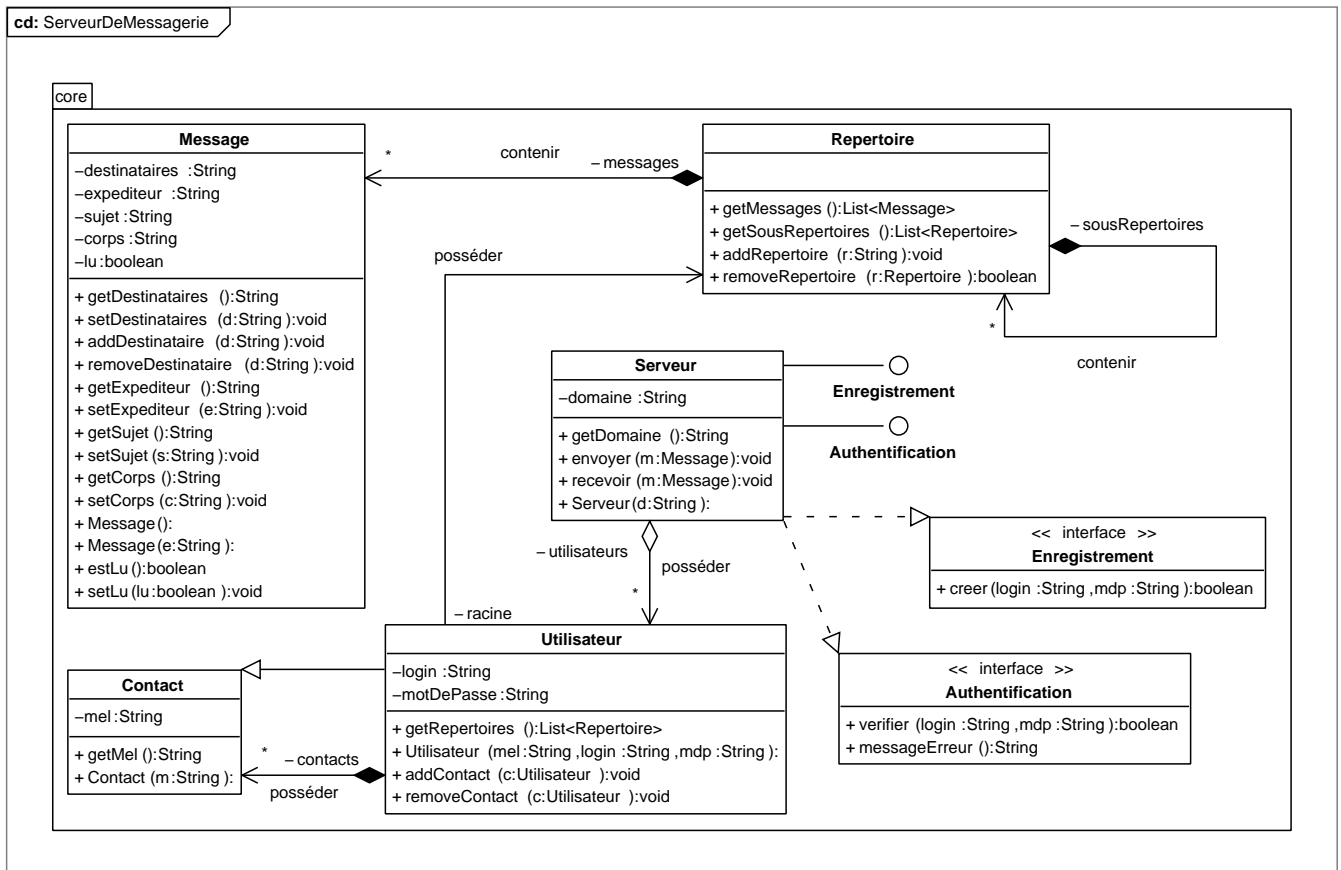 cd: ServeurDeMessagerie
core
Message
–destinataires :String
–expediteur :String
–sujet :String
–corps :String
–lu :boolean
+ getDestinataires ():String
+ setDestinataires (d:String ):void
+ addDestinataire (d:String ):void
+ removeDestinataire (d:String ):void
+ getExpediteur ():String
+ setExpediteur (e:String ):void
+ getSujet ():String
+ setSujet (s:String ):void
+ getCorps ():String
+ setCorps (c:String ):void
+ Message ():
+ Message (e:String ):
+ estLu ():boolean
+ setLu (lu :boolean ):void
*
contenir
– messages
Repertoire
+ getMessages ():List<Message>
+ getSousRepertoires ():List<Repertoire>
+ addRepertoire (r:String ):void
+ removeRepertoire (r:Repertoire ):boolean
– sousRepertoires
*
contenir
posséder
Serveur
–domaine :String
+ getDomaine ():String
+ envoyer (m:Message):void
+ recevoir (m:Message):void
+ Serveur (d:String ):
Enregistrement
Authentification
– utilisateurs
posséder
*
<< interface >>
Enregistrement
+ creer (login :String ,mdp :String ):boolean
– racine
Utilisateur
–login :String
–motDePasse :String
+ getRepertoires ():List<Repertoire>
+ Utilisateur (mel :String ,login :String ,mdp :String ):
+ addContact (c:Utilisateur ):void
+ removeContact (c:Utilisateur ):void
<< interface >>
Authentification
+ verifier (login :String ,mdp :String ):boolean
+ messageErreur ():String
Contact
–mel :String
+ getMel ():String
+ Contact (m:String ):
*
– contacts
posséder